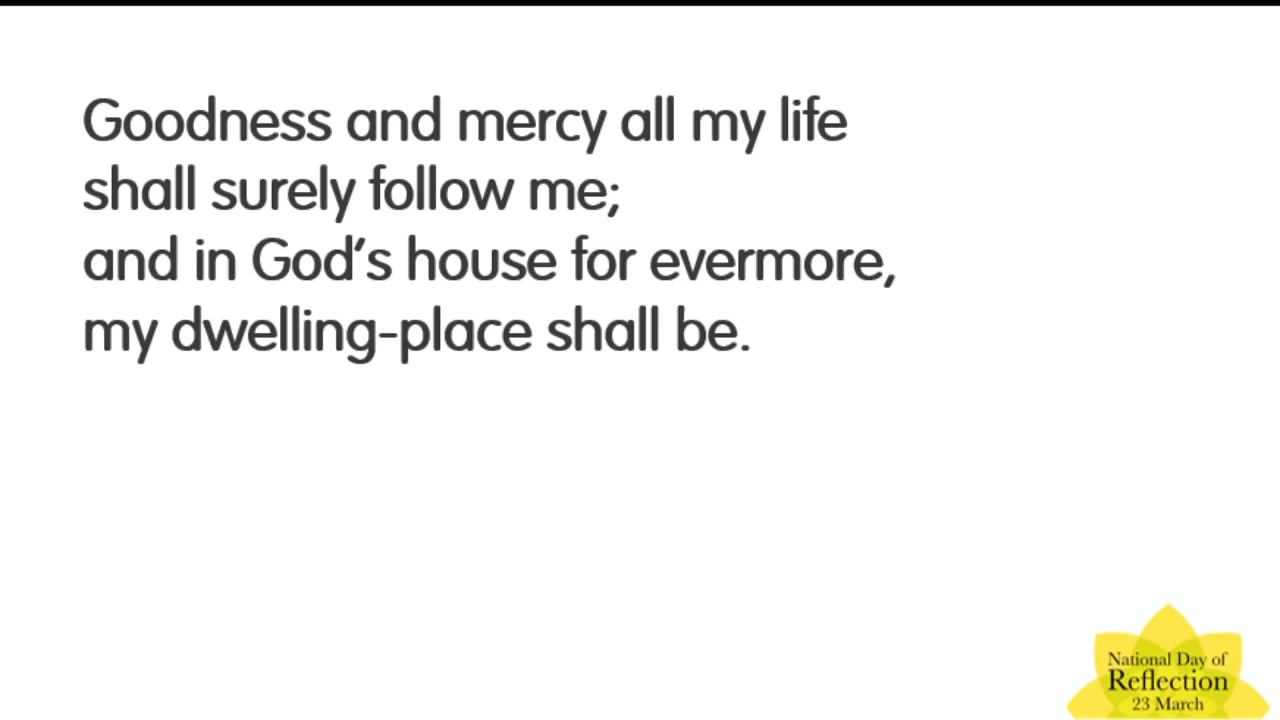 Goodness and mercy all my life
shall surely follow me;
and in God's house for evermore,
my dwelling-place shall be.
National Day of
Reflection
23 March